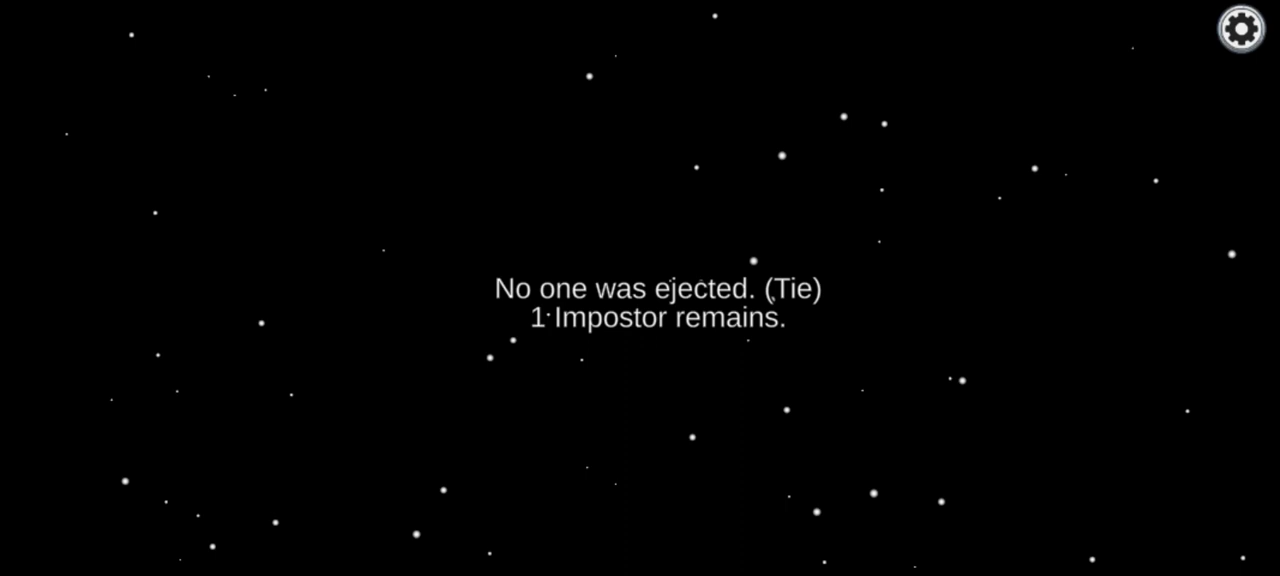 No one was ejected. (Tie)
1 Impostor remains.